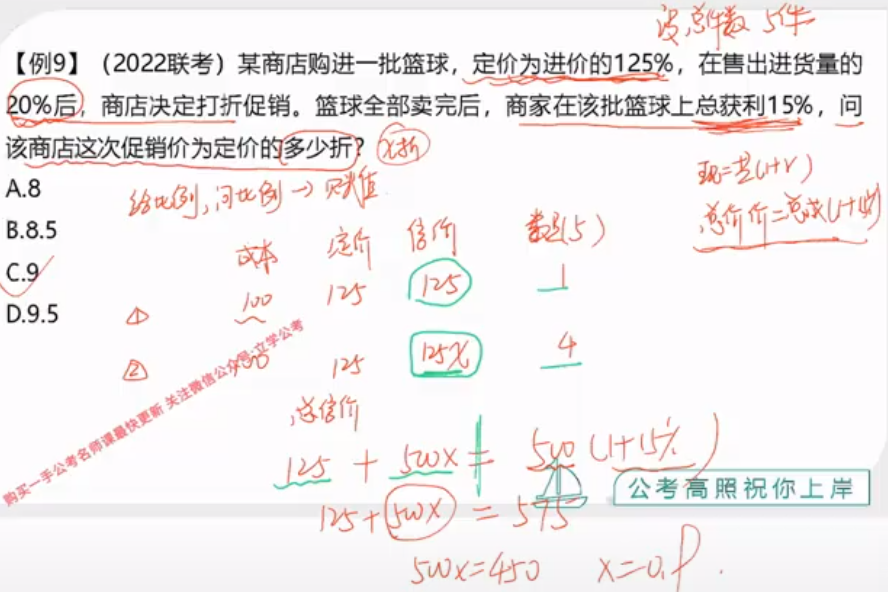 设,总件数 5件
【例9】（2022联考）某商店购进一批篮球，定价为进价的125%，在售出进货量的
20%后，商店决定打折促销。篮球全部卖完后，商家在该批篮球上总获利15%，问
该商店这次促销价为定价的多少折？ x折
A.8
给比例,问比例→赋值
现=基(1+r)
总售价=总成(1+15%)
B.8.5
成本 定价 售价 数量(5)
C.9
① 100 125 125 1
D.9.5
② 100 125 125x 4
购买一手公考名师课最快更新 关注微信公众号:立学公考
总售价
125 + 500x = 500(1+15%)
公考高照祝你上岸
125+500x = 575
500x=450 x=0.9.